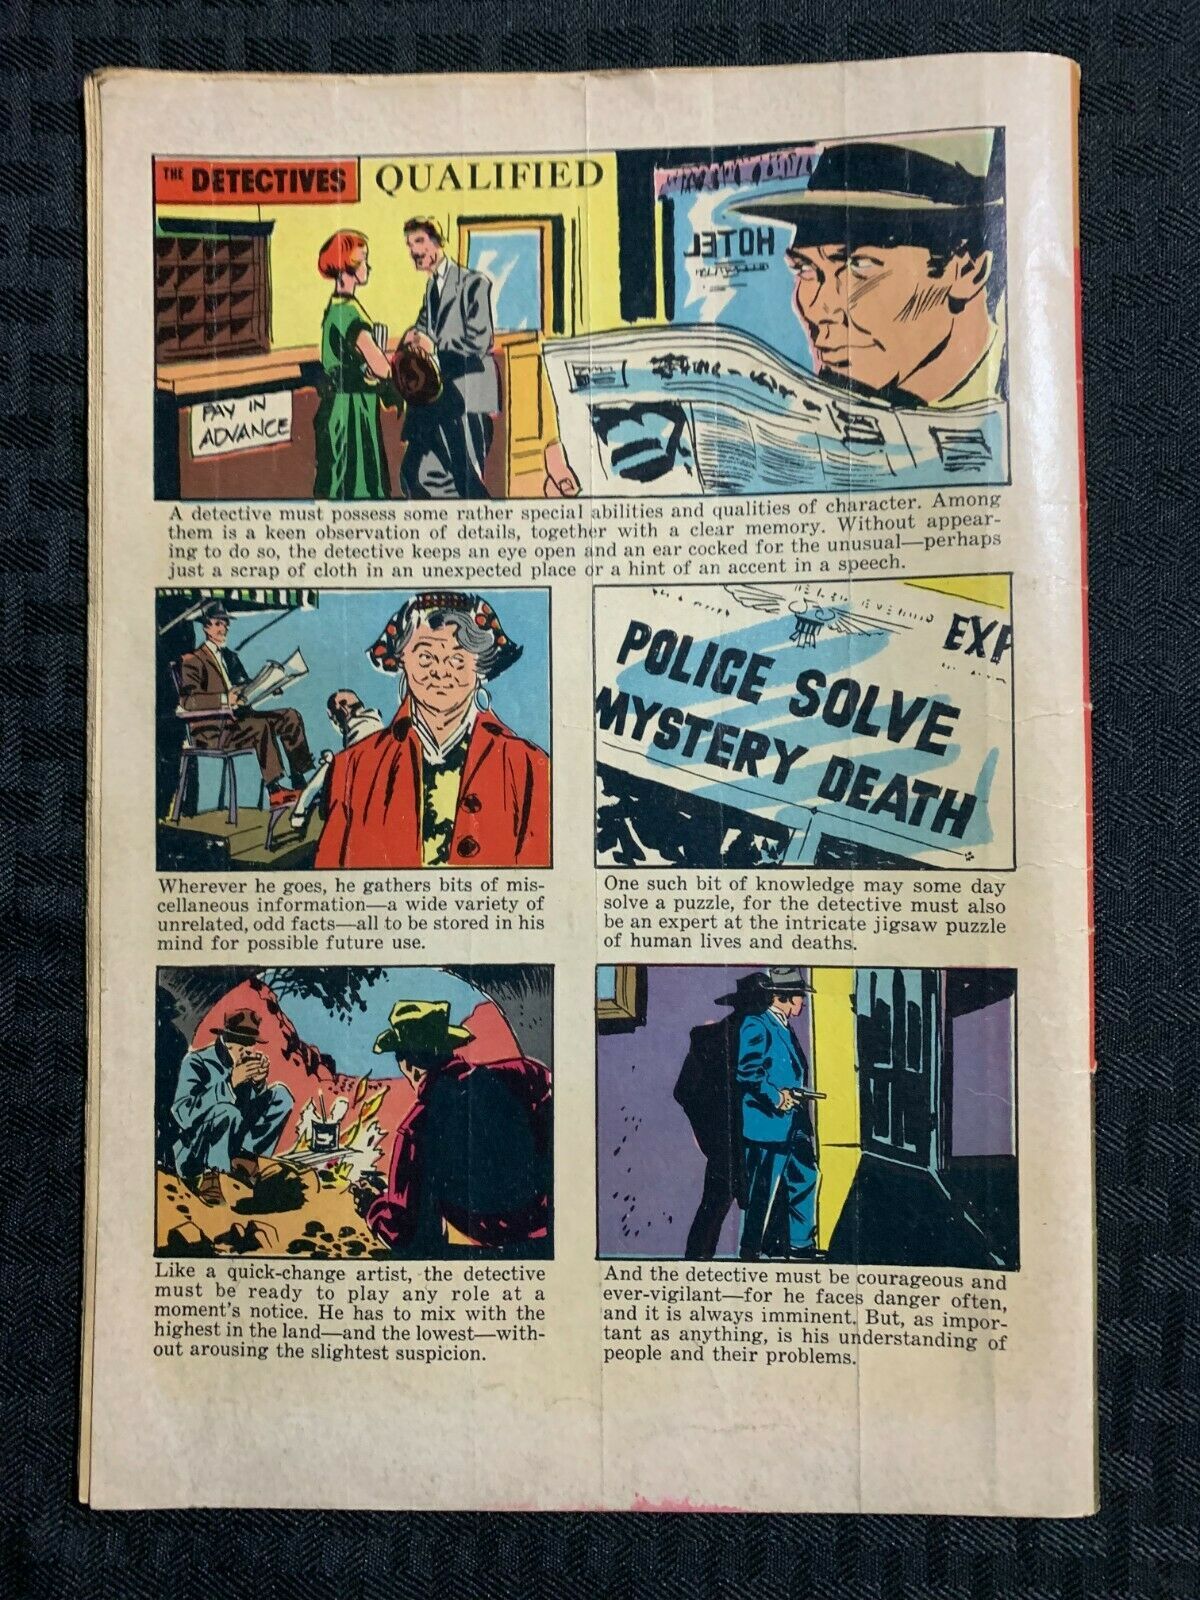 THE DETECTIVES QUALIFIED
HOTEL
PAY IN
ADVANCE
A detective must possess some rather special abilities and qualities of character. Among
them is a keen observation of details, together with a clear memory. Without appear-
ing to do so, the detective keeps an eye open and an ear cocked for the unusual—perhaps
just a scrap of cloth in an unexpected place or a hint of an accent in a speech.
EXP
POLICE SOLVE
MYSTERY DEATH
Wherever he goes, he gathers bits of mis-
cellaneous information—a wide variety of
unrelated, odd facts—all to be stored in his
mind for possible future use.
One such bit of knowledge may some day
solve a puzzle, for the detective must also
be an expert at the intricate jigsaw puzzle
of human lives and deaths.
Like a quick-change artist, the detective
must be ready to play any role at a
moment's notice. He has to mix with the
highest in the land—and the lowest—with-
out arousing the slightest suspicion.
And the detective must be courageous and
ever-vigilant—for he faces danger often,
and it is always imminent. But, as impor-
tant as anything, is his understanding of
people and their problems.